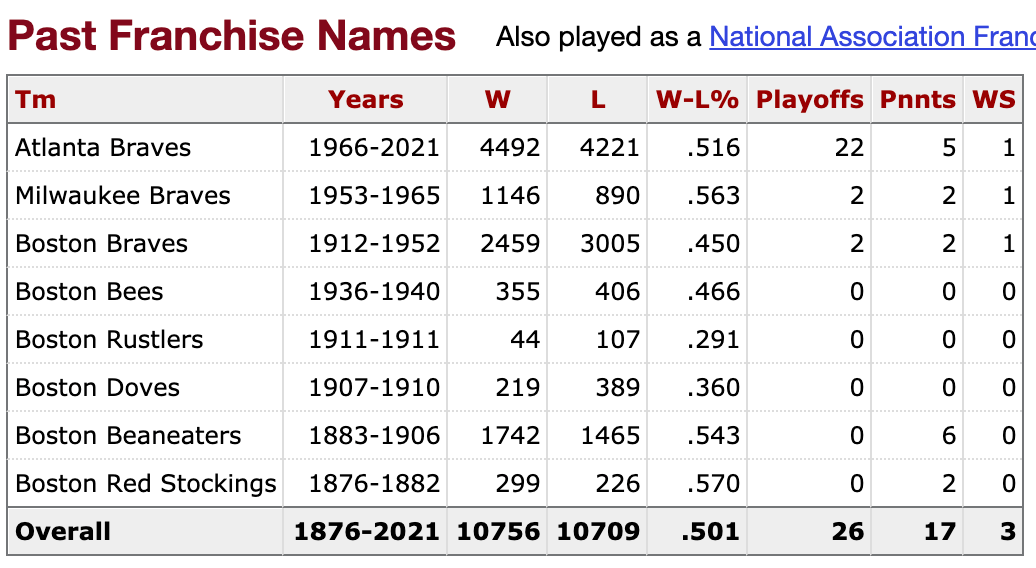 Past Franchise Names Also played as a National Association Franc
Tm Years W L W-L% Playoffs Pnnts WS
Atlanta Braves 1966-2021 4492 4221 .516 22 5 1
Milwaukee Braves 1953-1965 1146 890 .563 2 2 1
Boston Braves 1912-1952 2459 3005 .450 2 2 1
Boston Bees 1936-1940 355 406 .466 0 0 0
Boston Rustlers 1911-1911 44 107 .291 0 0 0
Boston Doves 1907-1910 219 389 .360 0 0 0
Boston Beaneaters 1883-1906 1742 1465 .543 0 6 0
Boston Red Stockings 1876-1882 299 226 .570 0 2 0
Overall 1876-2021 10756 10709 .501 26 17 3